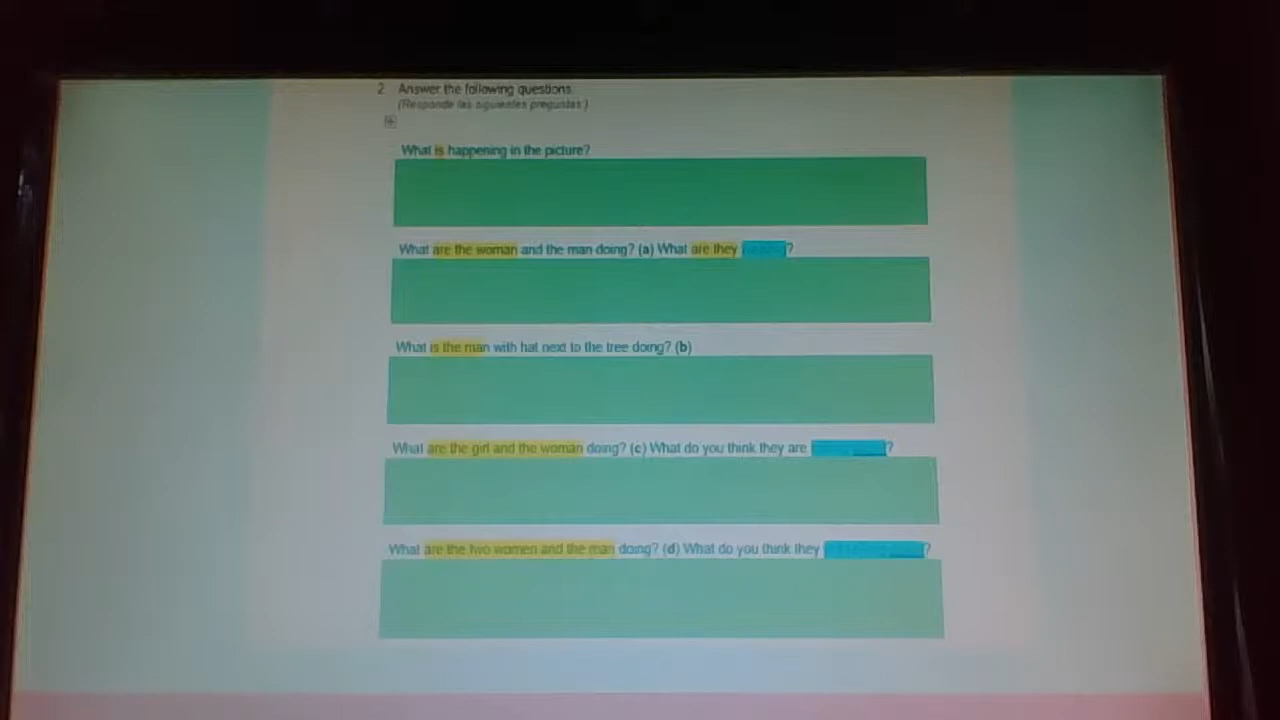 2. Answer the following questions.
(Responde las siguientes preguntas.)
What is happening in the picture?
What are the woman and the man doing? (a) What are they ?
What is the man with hat next to the tree doing? (b)
What are the girl and the woman doing? (c) What do you think they are ?
What are the two women and the man doing? (d) What do you think they ?